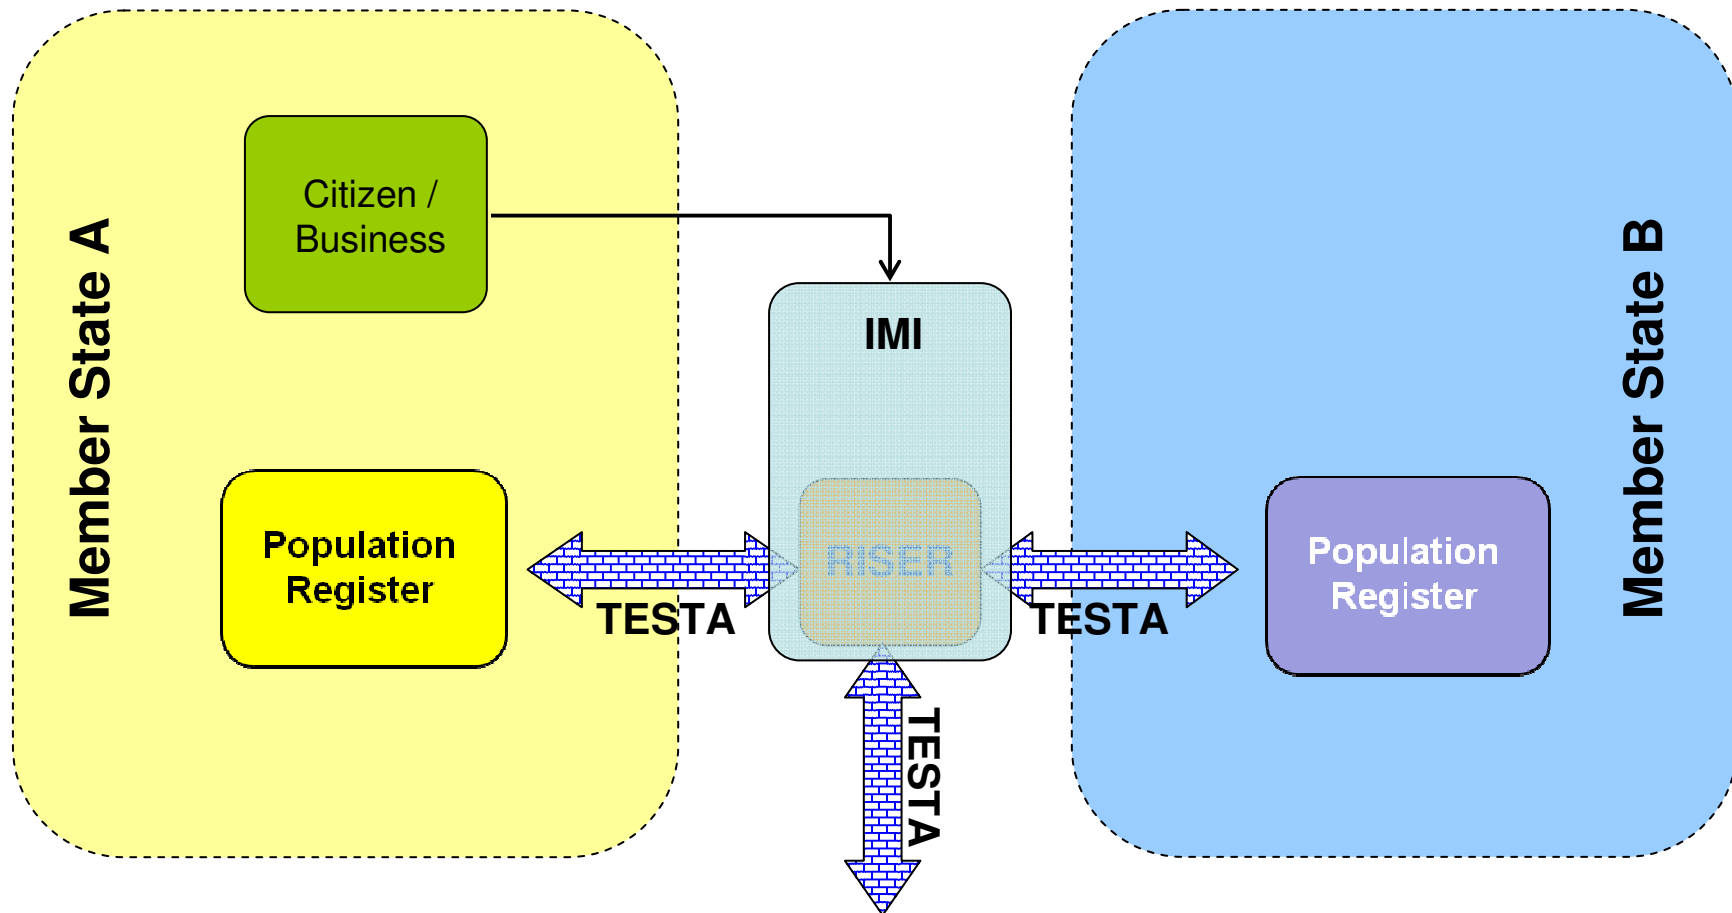 Member State A
Citizen /
Business
Population
Register
TESTA
IMI
RISER
TESTA
TESTA
Population
Register
Member State B